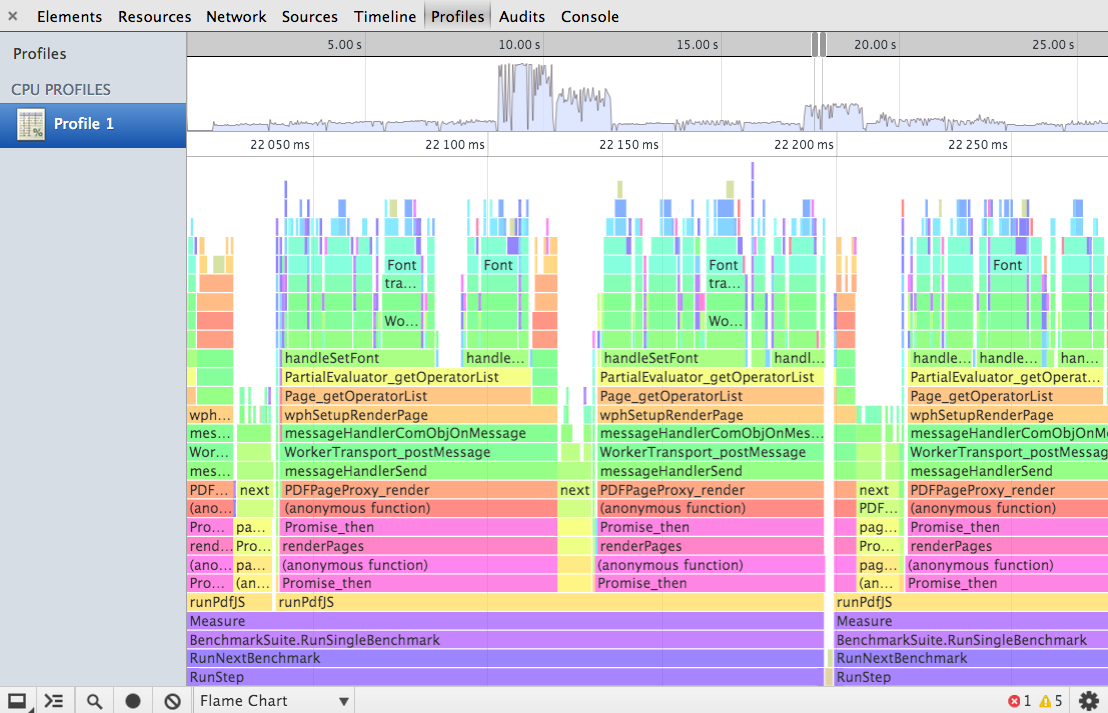 × Elements Resources Network Sources Timeline Profiles Audits Console
Profiles
CPU PROFILES
Profile 1
5.00 s 10.00 s 15.00 s 20.00 s 25.00 s
22 050 ms 22 100 ms 22 150 ms 22 200 ms 22 250 ms
Font Font Font Font
tra... tra...
Wo... Wo...
handleSetFont handle... handleSetFont handl... handle... handle... han...
PartialEvaluator_getOperatorList PartialEvaluator_getOperatorList PartialEvaluator_getOperat...
Page_getOperatorList Page_getOperatorList Page_getOperatorList
wph... wphSetupRenderPage wphSetupRenderPage wphSetupRenderPage
mes... messageHandlerComObjOnMessage messageHandlerComObjOnMes... messageHandlerComObjOnM
Wor... WorkerTransport_postMessage WorkerTransport_postMessage WorkerTransport_postMessage
mes... messageHandlerSend messageHandlerSend messageHandlerSend
PDF... next PDFPageProxy_render next PDFPageProxy_render next PDFPageProxy_render
(ano... (anonymous function) (anonymous function) PDF... (anonymous function)
Pro... pa... Promise_then Promise_then pag... Promise_then
rend... Pro... renderPages renderPages Pro... renderPages
(ano... pa... (anonymous function) (anonymous function) pag... (anonymous function)
Pro... (an... Promise_then Promise_then (an... Promise_then
runPdfJS runPdfJS runPdfJS
Measure Measure
BenchmarkSuite.RunSingleBenchmark BenchmarkSuite.RunSingleBenchmark
RunNextBenchmark RunNextBenchmark
RunStep RunStep
Flame Chart 1 5